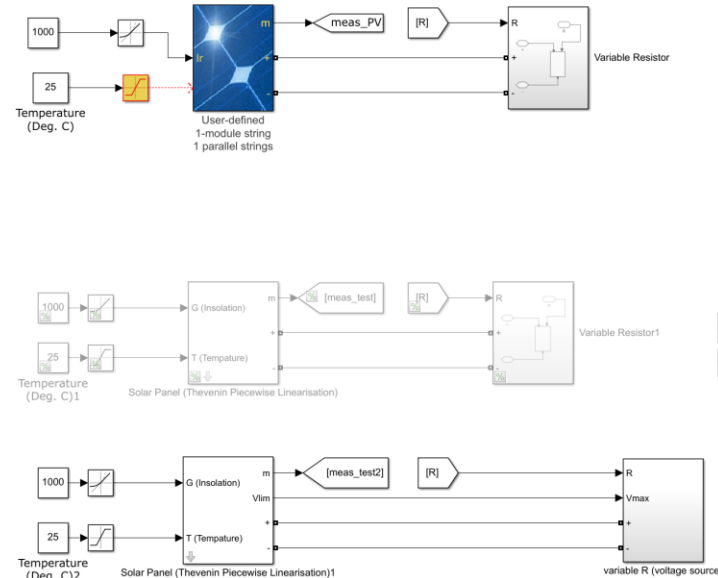 1000
Ir
25
Temperature
(Deg. C)
m
+
-
User-defined
1-module string
1 parallel strings
meas_PV
[R]
R
+
-
Variable Resistor
1000
25
Temperature
(Deg. C)1
G (Insolation)
T (Tempature)
m
+
-
Solar Panel (Thevenin Piecewise Linearisation)
[meas_test]
[R]
R
+
-
Variable Resistor1
1000
25
Temperature
(Deg. C)2
G (Insolation)
T (Tempature)
m
Vlim
+
-
Solar Panel (Thevenin Piecewise Linearisation)1
[meas_test2]
[R]
R
Vmax
+
-
variable R (voltage source